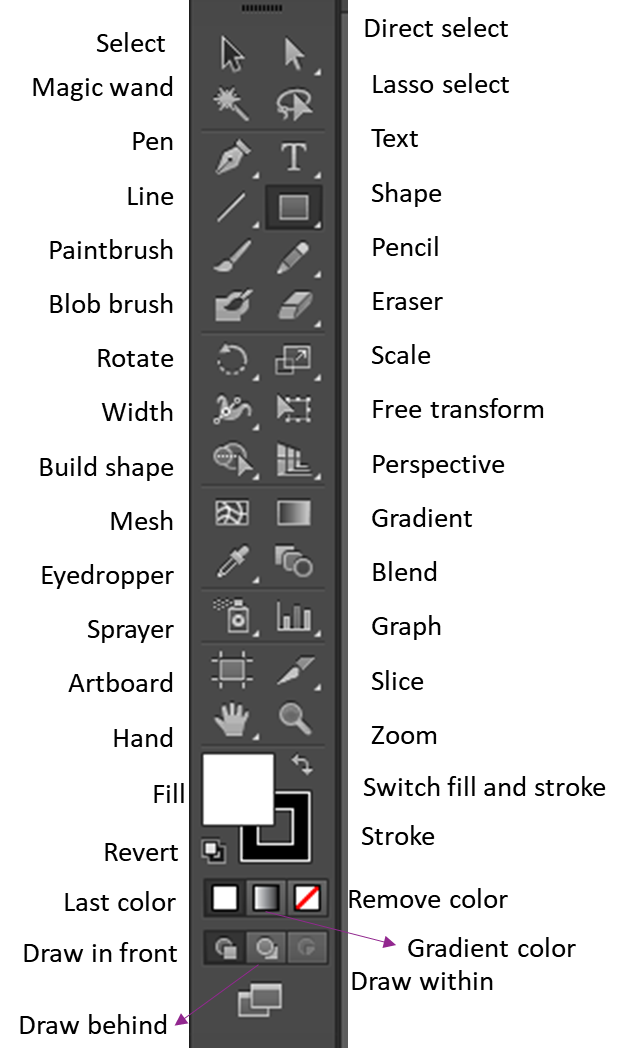 Direct select
Select
Lasso select
Magic wand
Text
Pen
Shape
Line
Pencil
Paintbrush
Eraser
Blob brush
Scale
Rotate
Free transform
Width
Perspective
Build shape
Gradient
Mesh
Blend
Eyedropper
Graph
Sprayer
Slice
Artboard
Zoom
Hand
Switch fill and stroke
Fill
Stroke
Revert
Remove color
Last color
Gradient color
Draw in front
Draw within
Draw behind